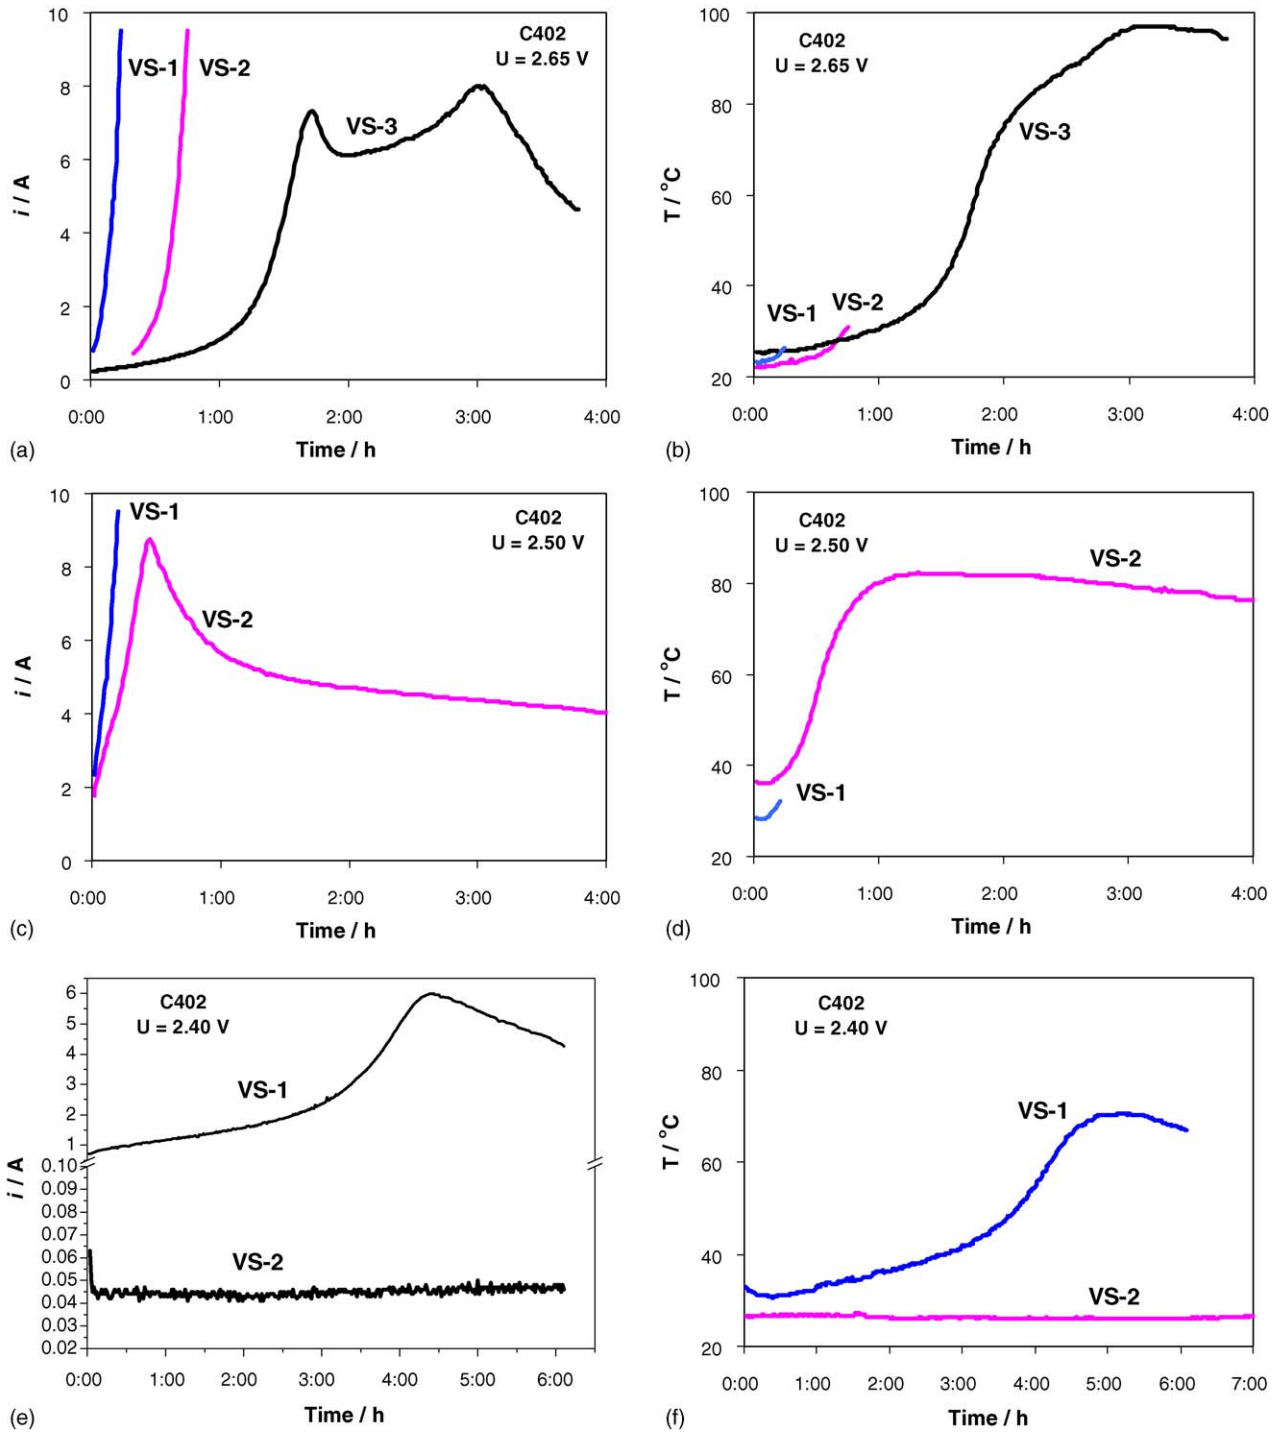 10
8
6
4
2
0
i / A
C402
U = 2.65 V
VS-1
VS-2
VS-3
0:00
1:00
2:00
3:00
4:00
Time / h
(a)
100
80
60
40
20
T / °C
C402
U = 2.65 V
VS-3
VS-1
VS-2
0:00
1:00
2:00
3:00
4:00
Time / h
(b)
10
8
6
4
2
0
i / A
VS-1
C402
U = 2.50 V
VS-2
0:00
1:00
2:00
3:00
4:00
Time / h
(c)
100
80
60
40
20
T / °C
C402
U = 2.50 V
VS-2
VS-1
0:00
1:00
2:00
3:00
4:00
Time / h
(d)
6
5
4
3
2
1
0.10
0.09
0.08
0.07
0.06
0.05
0.04
0.03
0.02
i / A
C402
U = 2.40 V
VS-1
VS-2
0:00
1:00
2:00
3:00
4:00
5:00
6:00
Time / h
(e)
100
80
60
40
20
T / °C
C402
U = 2.40 V
VS-1
VS-2
0:00
1:00
2:00
3:00
4:00
5:00
6:00
7:00
Time / h
(f)